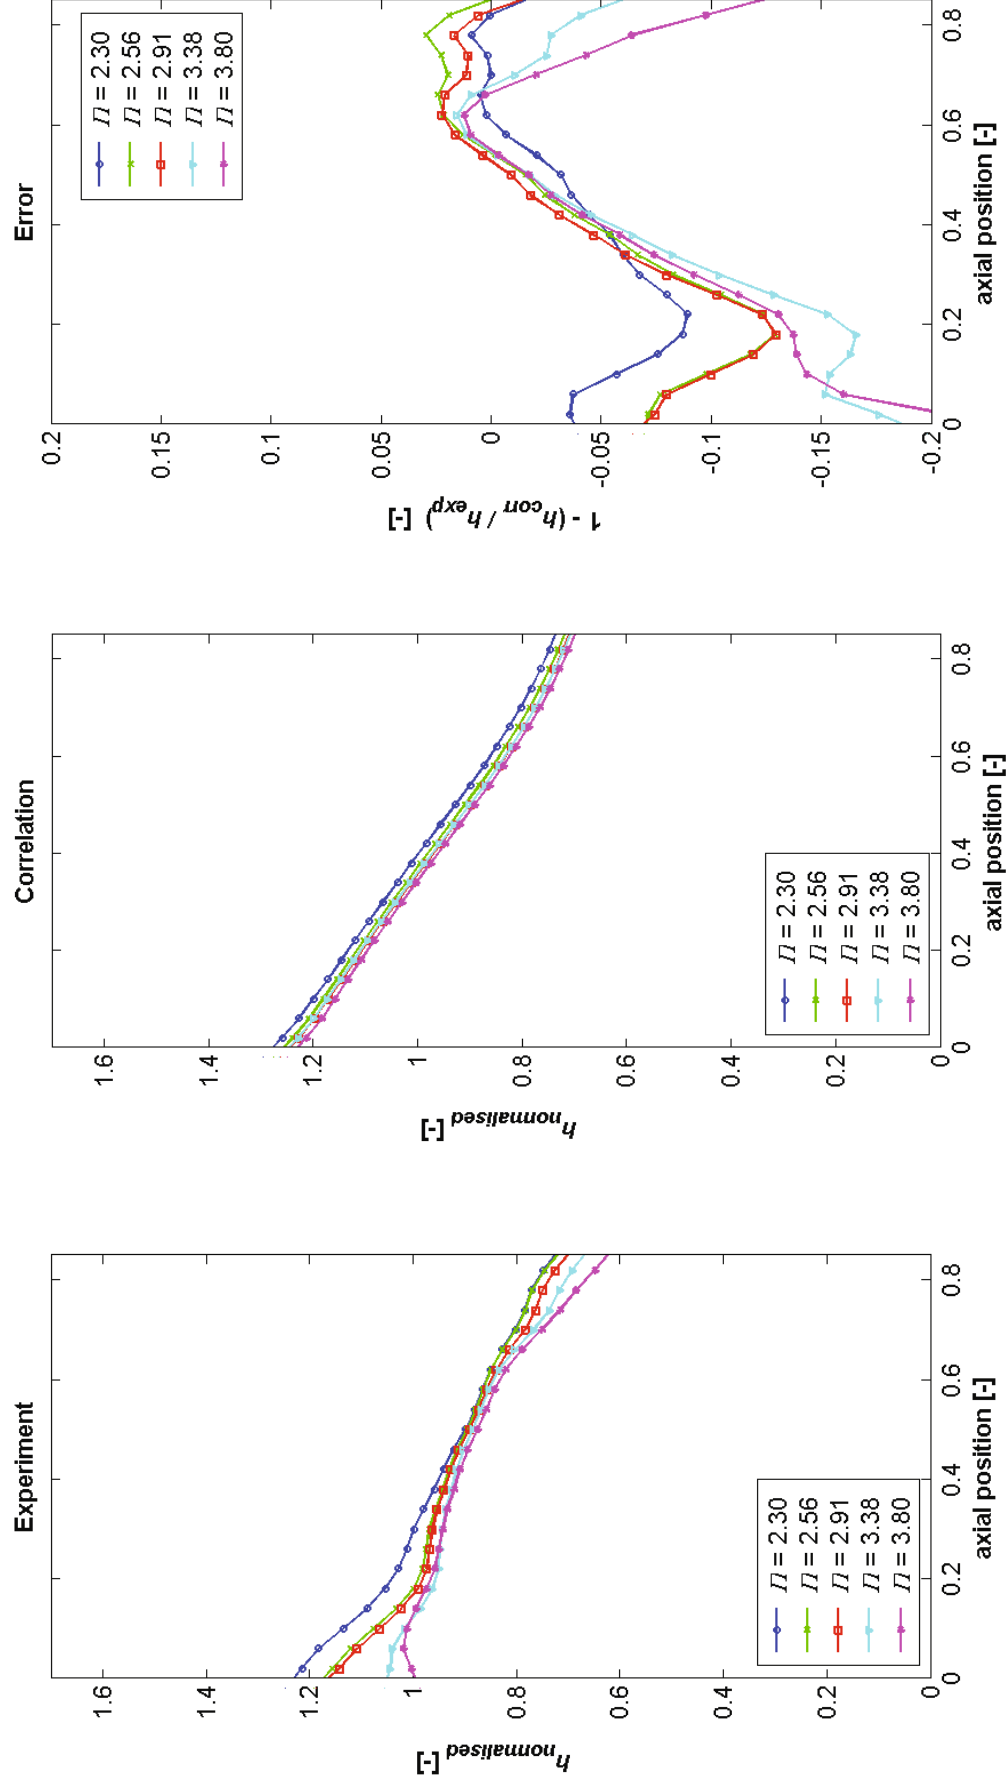 Experiment
h_normalised [-]
1.6
1.4
1.2
1
0.8
0.6
0.4
0.2
0
0
0.2
0.4
0.6
0.8
axial position [-]
Π = 2.30
Π = 2.56
Π = 2.91
Π = 3.38
Π = 3.80
Correlation
h_normalised [-]
1.6
1.4
1.2
1
0.8
0.6
0.4
0.2
0
0
0.2
0.4
0.6
0.8
axial position [-]
Π = 2.30
Π = 2.56
Π = 2.91
Π = 3.38
Π = 3.80
Error
1 - (h_corr / h_exp) [-]
0.2
0.15
0.1
0.05
0
-0.05
-0.1
-0.15
-0.2
0
0.2
0.4
0.6
0.8
axial position [-]
Π = 2.30
Π = 2.56
Π = 2.91
Π = 3.38
Π = 3.80